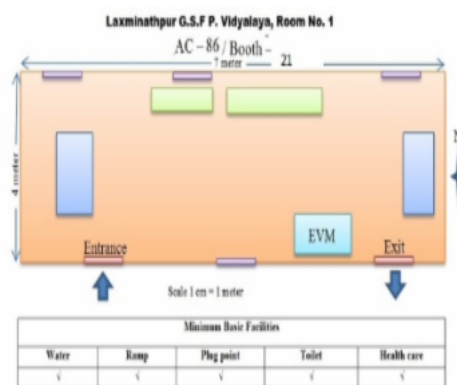 Laxminathpur G.S.F P. Vidyalaya, Room No. 1
AC – 86 / Booth – 21
7 meter
4 meter
N
EVM
Entrance
Exit
Scale 1 cm = 1 meter
Minimum Basic Facilities
Water Ramp Plug point Toilet Health care
√ √ √ √ √